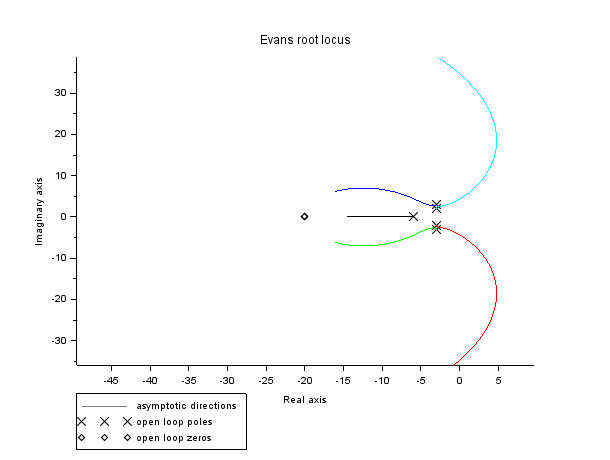 Evans root locus
Imaginary axis
30
20
10
0
-10
-20
-30
-45 -40 -35 -30 -25 -20 -15 -10 -5 0 5
Real axis
asymptotic directions
open loop poles
open loop zeros